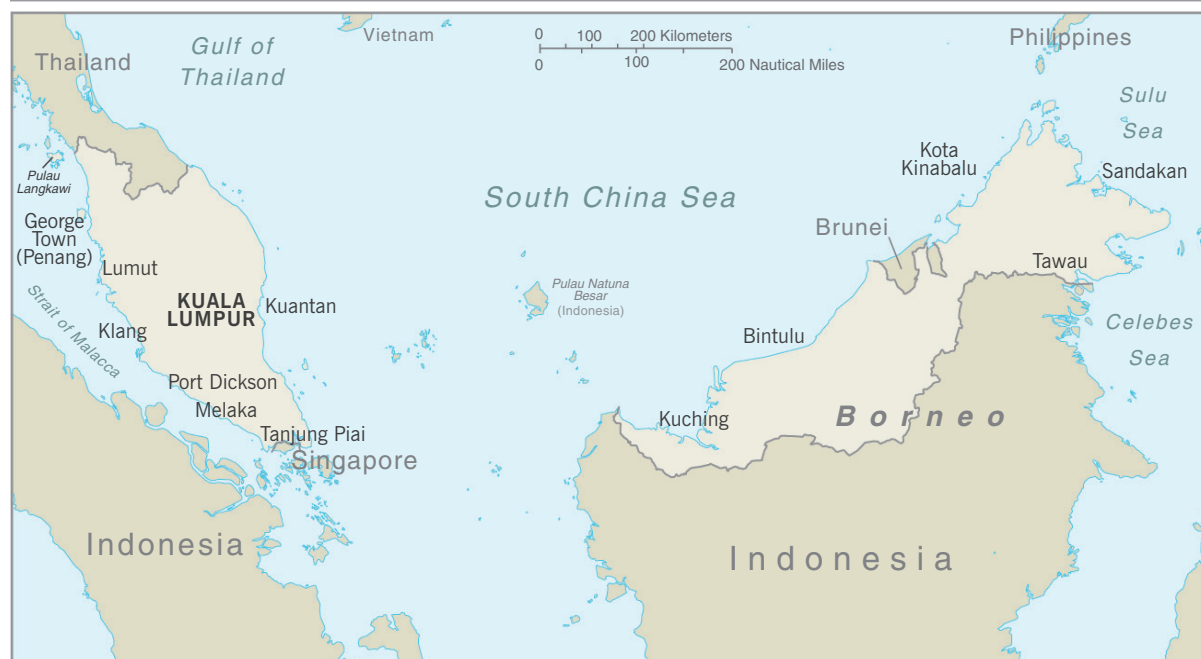 Vietnam
0 100 200 Kilometers
0 100 200 Nautical Miles
Philippines
Gulf of
Thailand
Thailand
Sulu
Sea
Kota
Kinabalu
Sandakan
Pulau
Langkawi
South China Sea
George
Town
(Penang)
Brunei
Lumut
Tawau
Pulau Natuna
Besar
(Indonesia)
KUALA
LUMPUR
Kuantan
Strait of Malacca
Klang
Bintulu
Celebes
Sea
Port Dickson
Melaka
Kuching
Borneo
Tanjung Piai
Singapore
Indonesia
Indonesia